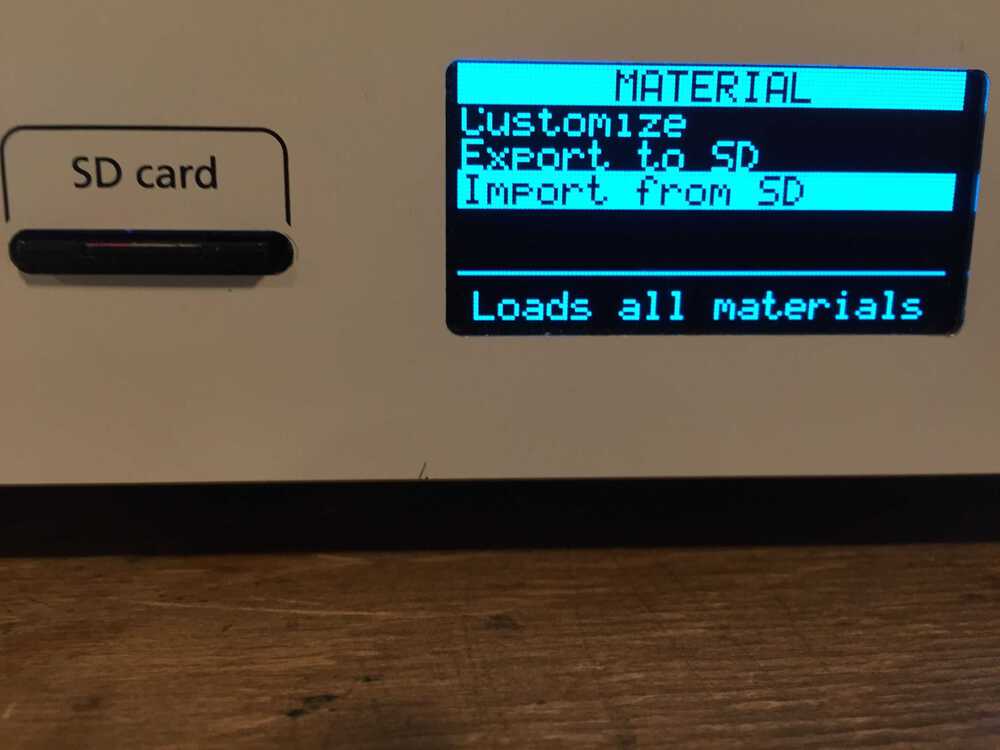 SD card
MATERIAL
Customize
Export to SD
Import from SD
Loads all materials